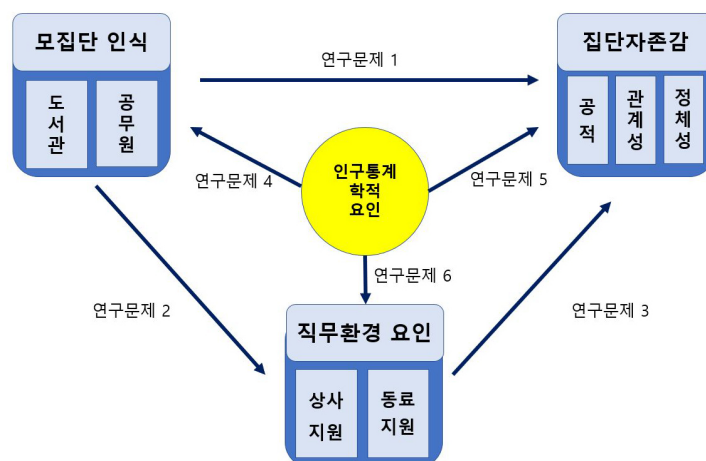 모집단 인식
집단자존감
연구문제 1
도서관
공무원
공적
관계성
정체성
인구통계
학적
요인
연구문제 4
연구문제 5
연구문제 6
연구문제 2
연구문제 3
직무환경 요인
상사
지원
동료
지원